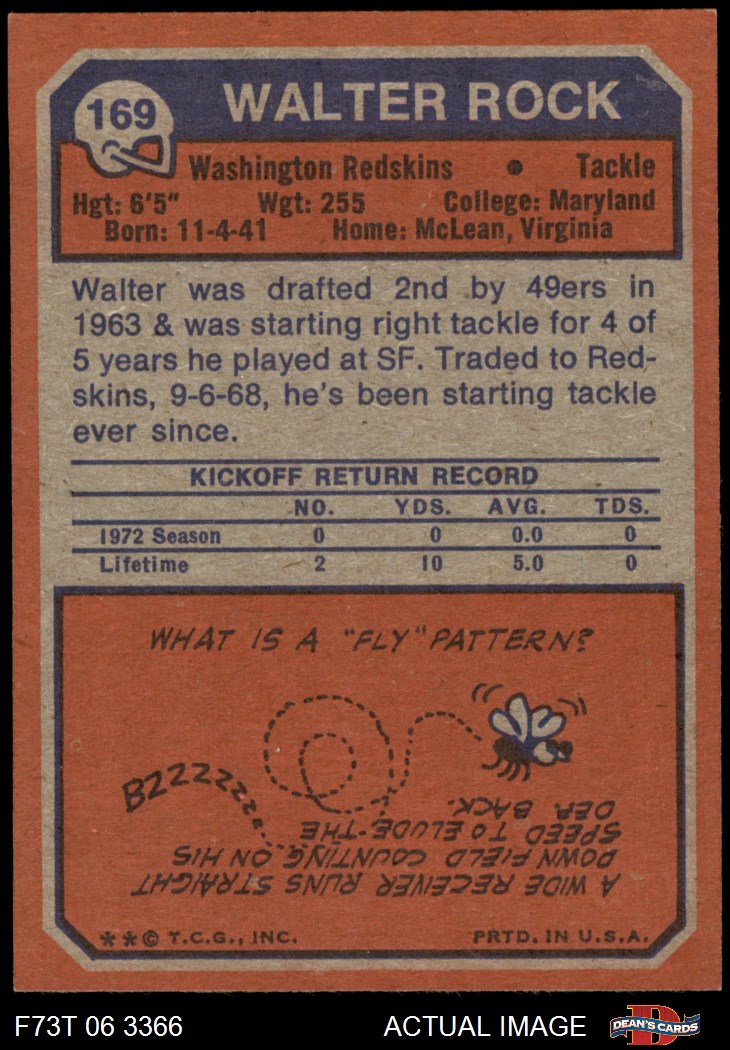 169
WALTER ROCK
Washington Redskins • Tackle
Hgt: 6'5" Wgt: 255 College: Maryland
Born: 11-4-41 Home: McLean, Virginia
Walter was drafted 2nd by 49ers in
1963 & was starting right tackle for 4 of
5 years he played at SF. Traded to Red-
skins, 9-6-68, he's been starting tackle
ever since.
KICKOFF RETURN RECORD
NO. YDS. AVG. TDS.
1972 Season 0 0 0.0 0
Lifetime 2 10 5.0 0
WHAT IS A "FLY" PATTERN?
BZZZZZZZ
A WIDE RECEIVER RUNS STRAIGHT
DOWN FIELD COUNTING ON HIS
SPEED TO ELUDE THE
DEF. BACK.
**© T.C.G., INC. PRTD. IN U.S.A.
F73T 06 3366 ACTUAL IMAGE
D
DEAN'S CARDS